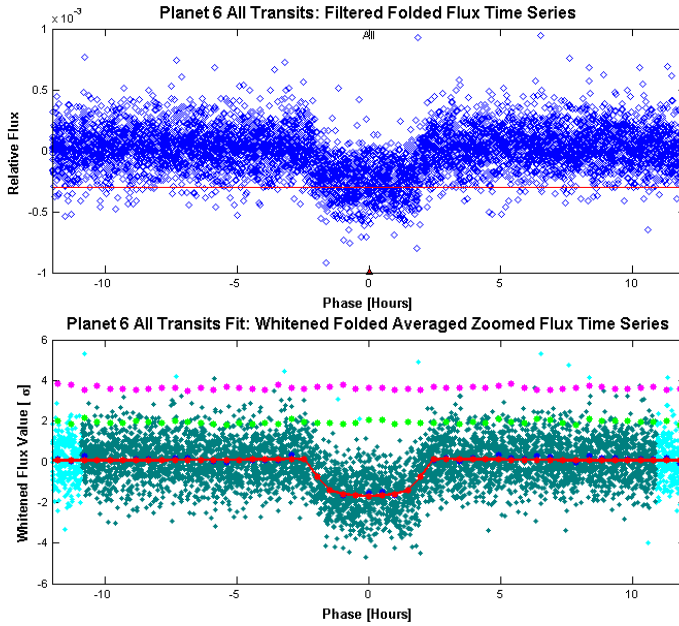 Planet 6 All Transits: Filtered Folded Flux Time Series
x 10^-3
All
1
0.5
0
-0.5
-1
Relative Flux
-10
-5
0
5
10
Phase [Hours]
Planet 6 All Transits Fit: Whitened Folded Averaged Zoomed Flux Time Series
6
4
2
0
-2
-4
-6
Whitened Flux Value [ σ]
-10
-5
0
5
10
Phase [Hours]